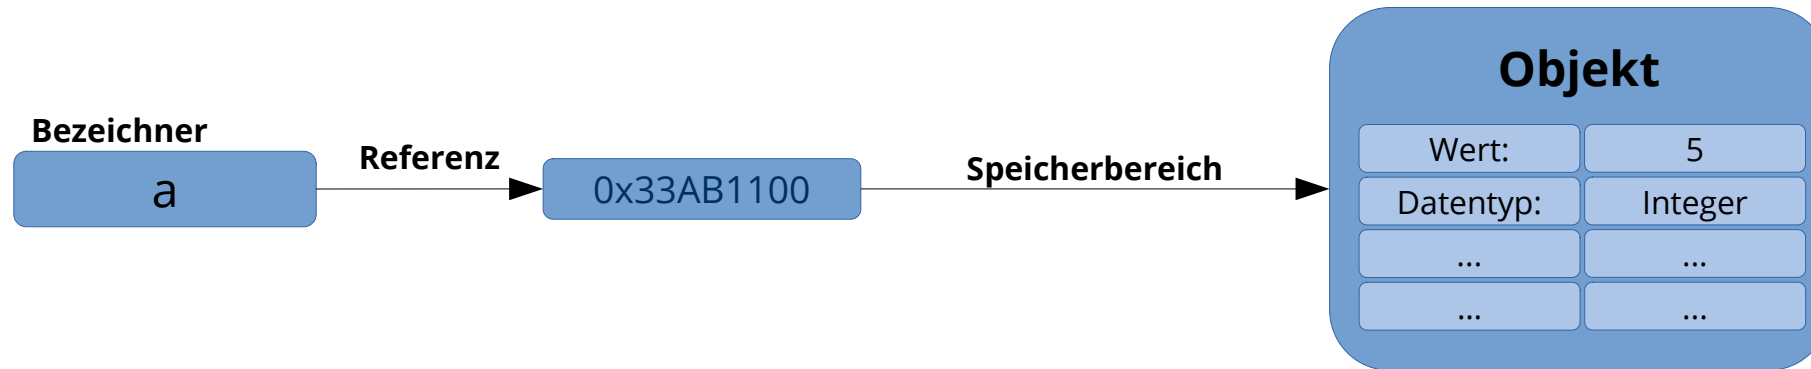 Bezeichner
a
Referenz
0x33AB1100
Speicherbereich
Objekt
Wert: 5
Datentyp: Integer
... ...
... ...